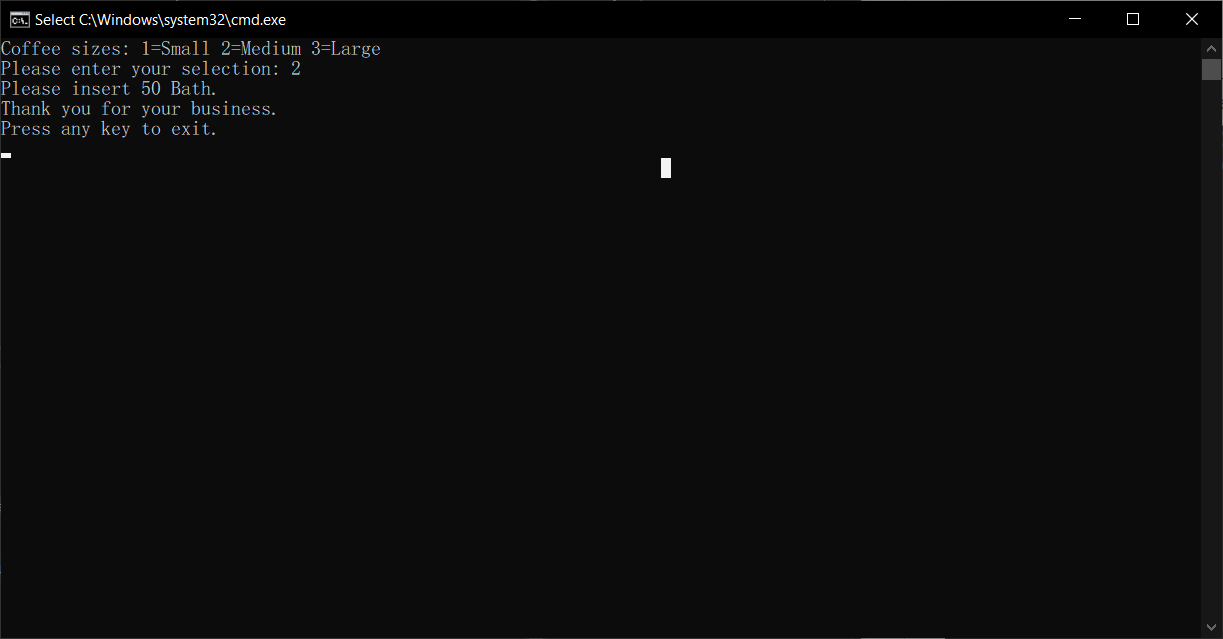 Select C:\Windows\system32\cmd.exe
Coffee sizes: 1=Small 2=Medium 3=Large
Please enter your selection: 2
Please insert 50 Bath.
Thank you for your business.
Press any key to exit.